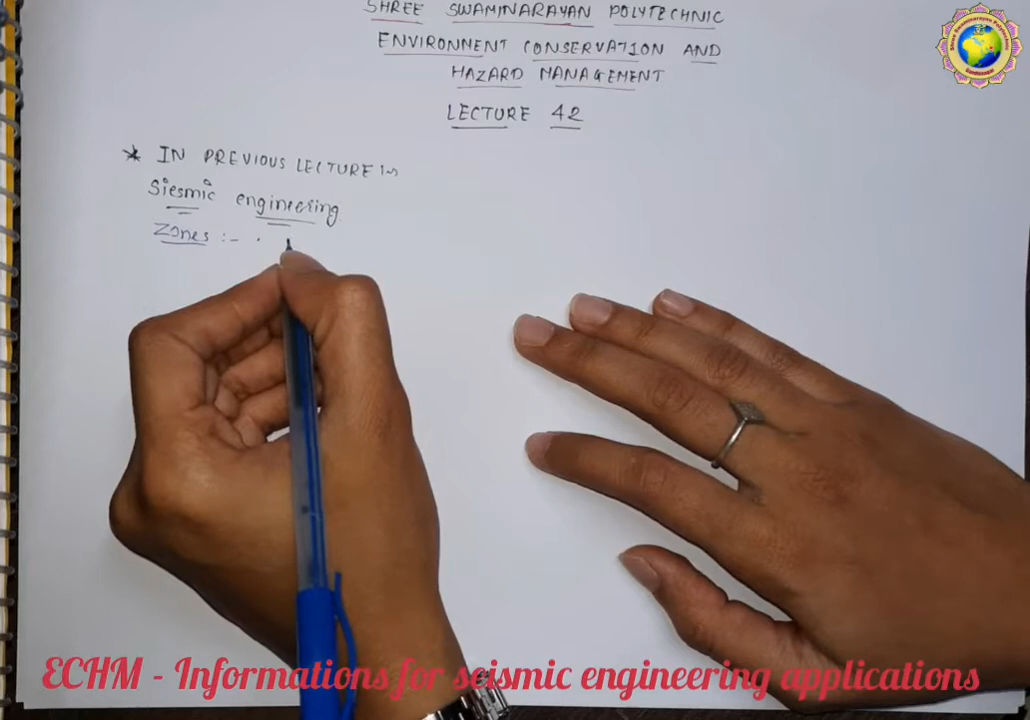 SHREE SWAMINARAYAN POLYTECHNIC
ENVIRONMENT CONSERVATION AND
HAZARD MANAGEMENT
LECTURE 42
* IN PREVIOUS LECTURE :~
Siesmic engineering
Zones :- .
ECHM - Informations for seismic engineering applications